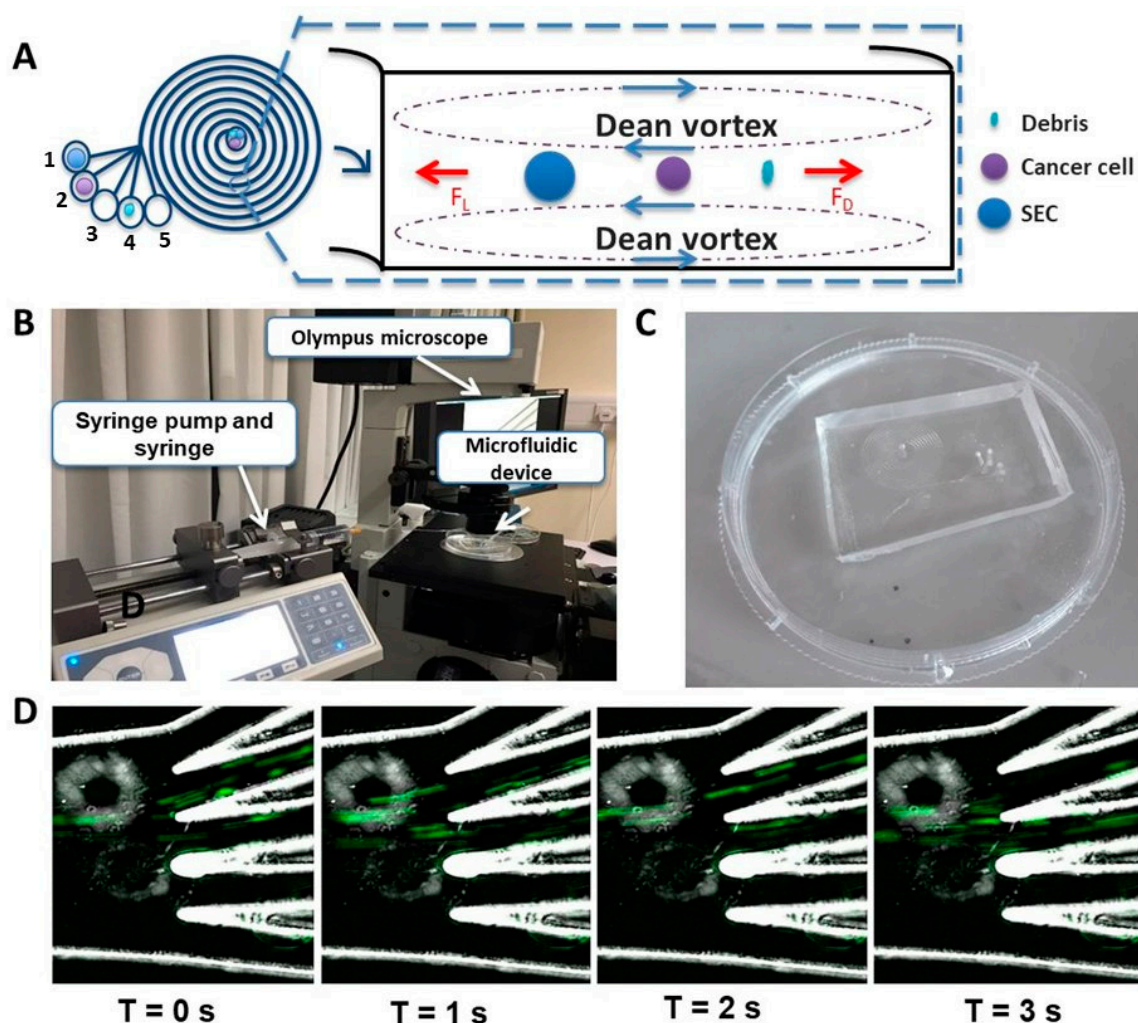 A
1
2
3
4
5
Dean vortex
F_L
F_D
Dean vortex
Debris
Cancer cell
SEC
B
Olympus microscope
Syringe pump and
syringe
Microfluidic
device
D
C
D
T = 0 s
T = 1 s
T = 2 s
T = 3 s